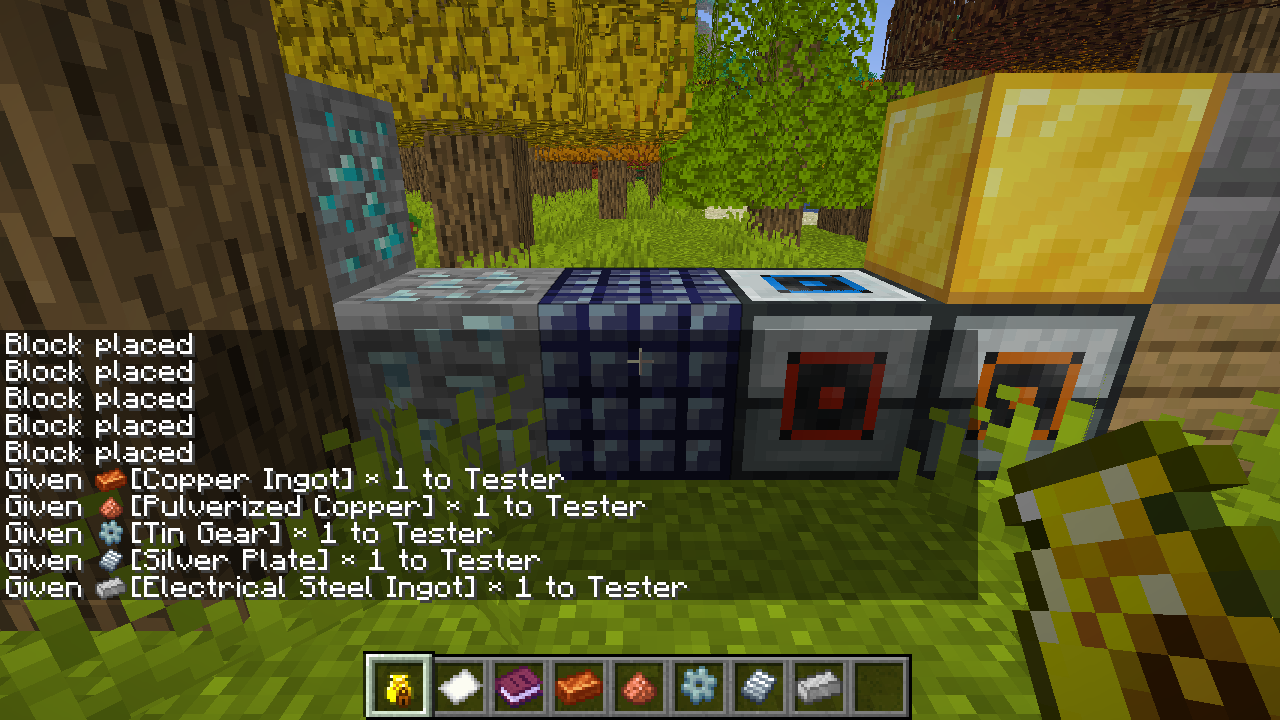 Block placed
Block placed
Block placed
Block placed
Block placed
Given [Copper Ingot] × 1 to Tester
Given [Pulverized Copper] × 1 to Tester
Given [Tin Gear] × 1 to Tester
Given [Silver Plate] × 1 to Tester
Given [Electrical Steel Ingot] × 1 to Tester